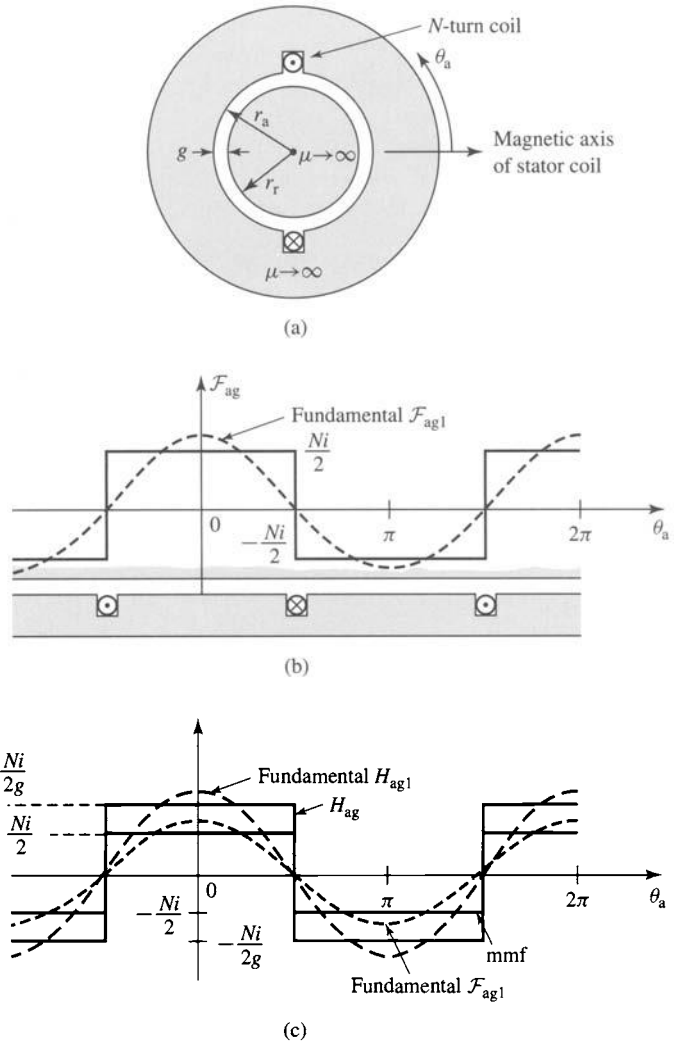 N-turn coil
θa
ra
g
μ→∞
Magnetic axis
of stator coil
rr
μ→∞
(a)
Fag
Fundamental Fag1
Ni/2
0
−Ni/2
π
2π
θa
(b)
Ni/2g
Fundamental Hag1
Hag
Ni/2
0
π
2π
θa
−Ni/2
−Ni/2g
mmf
Fundamental Fag1
(c)